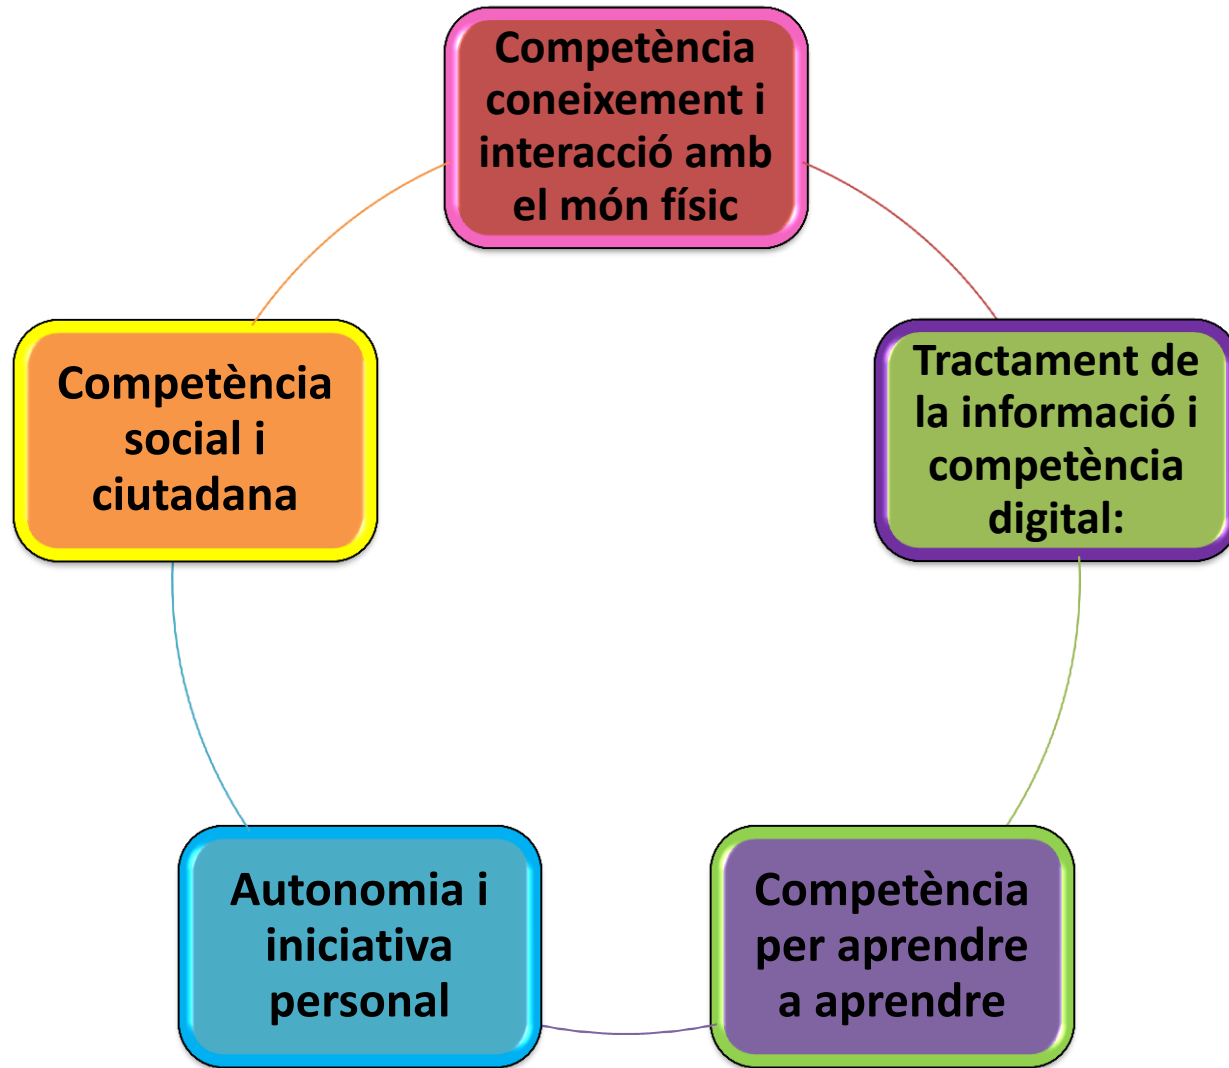 Competència
coneixement i
interacció amb
el món físic
Tractament de
la informació i
competència
digital:
Competència
per aprendre
a aprendre
Autonomia i
iniciativa
personal
Competència
social i
ciutadana